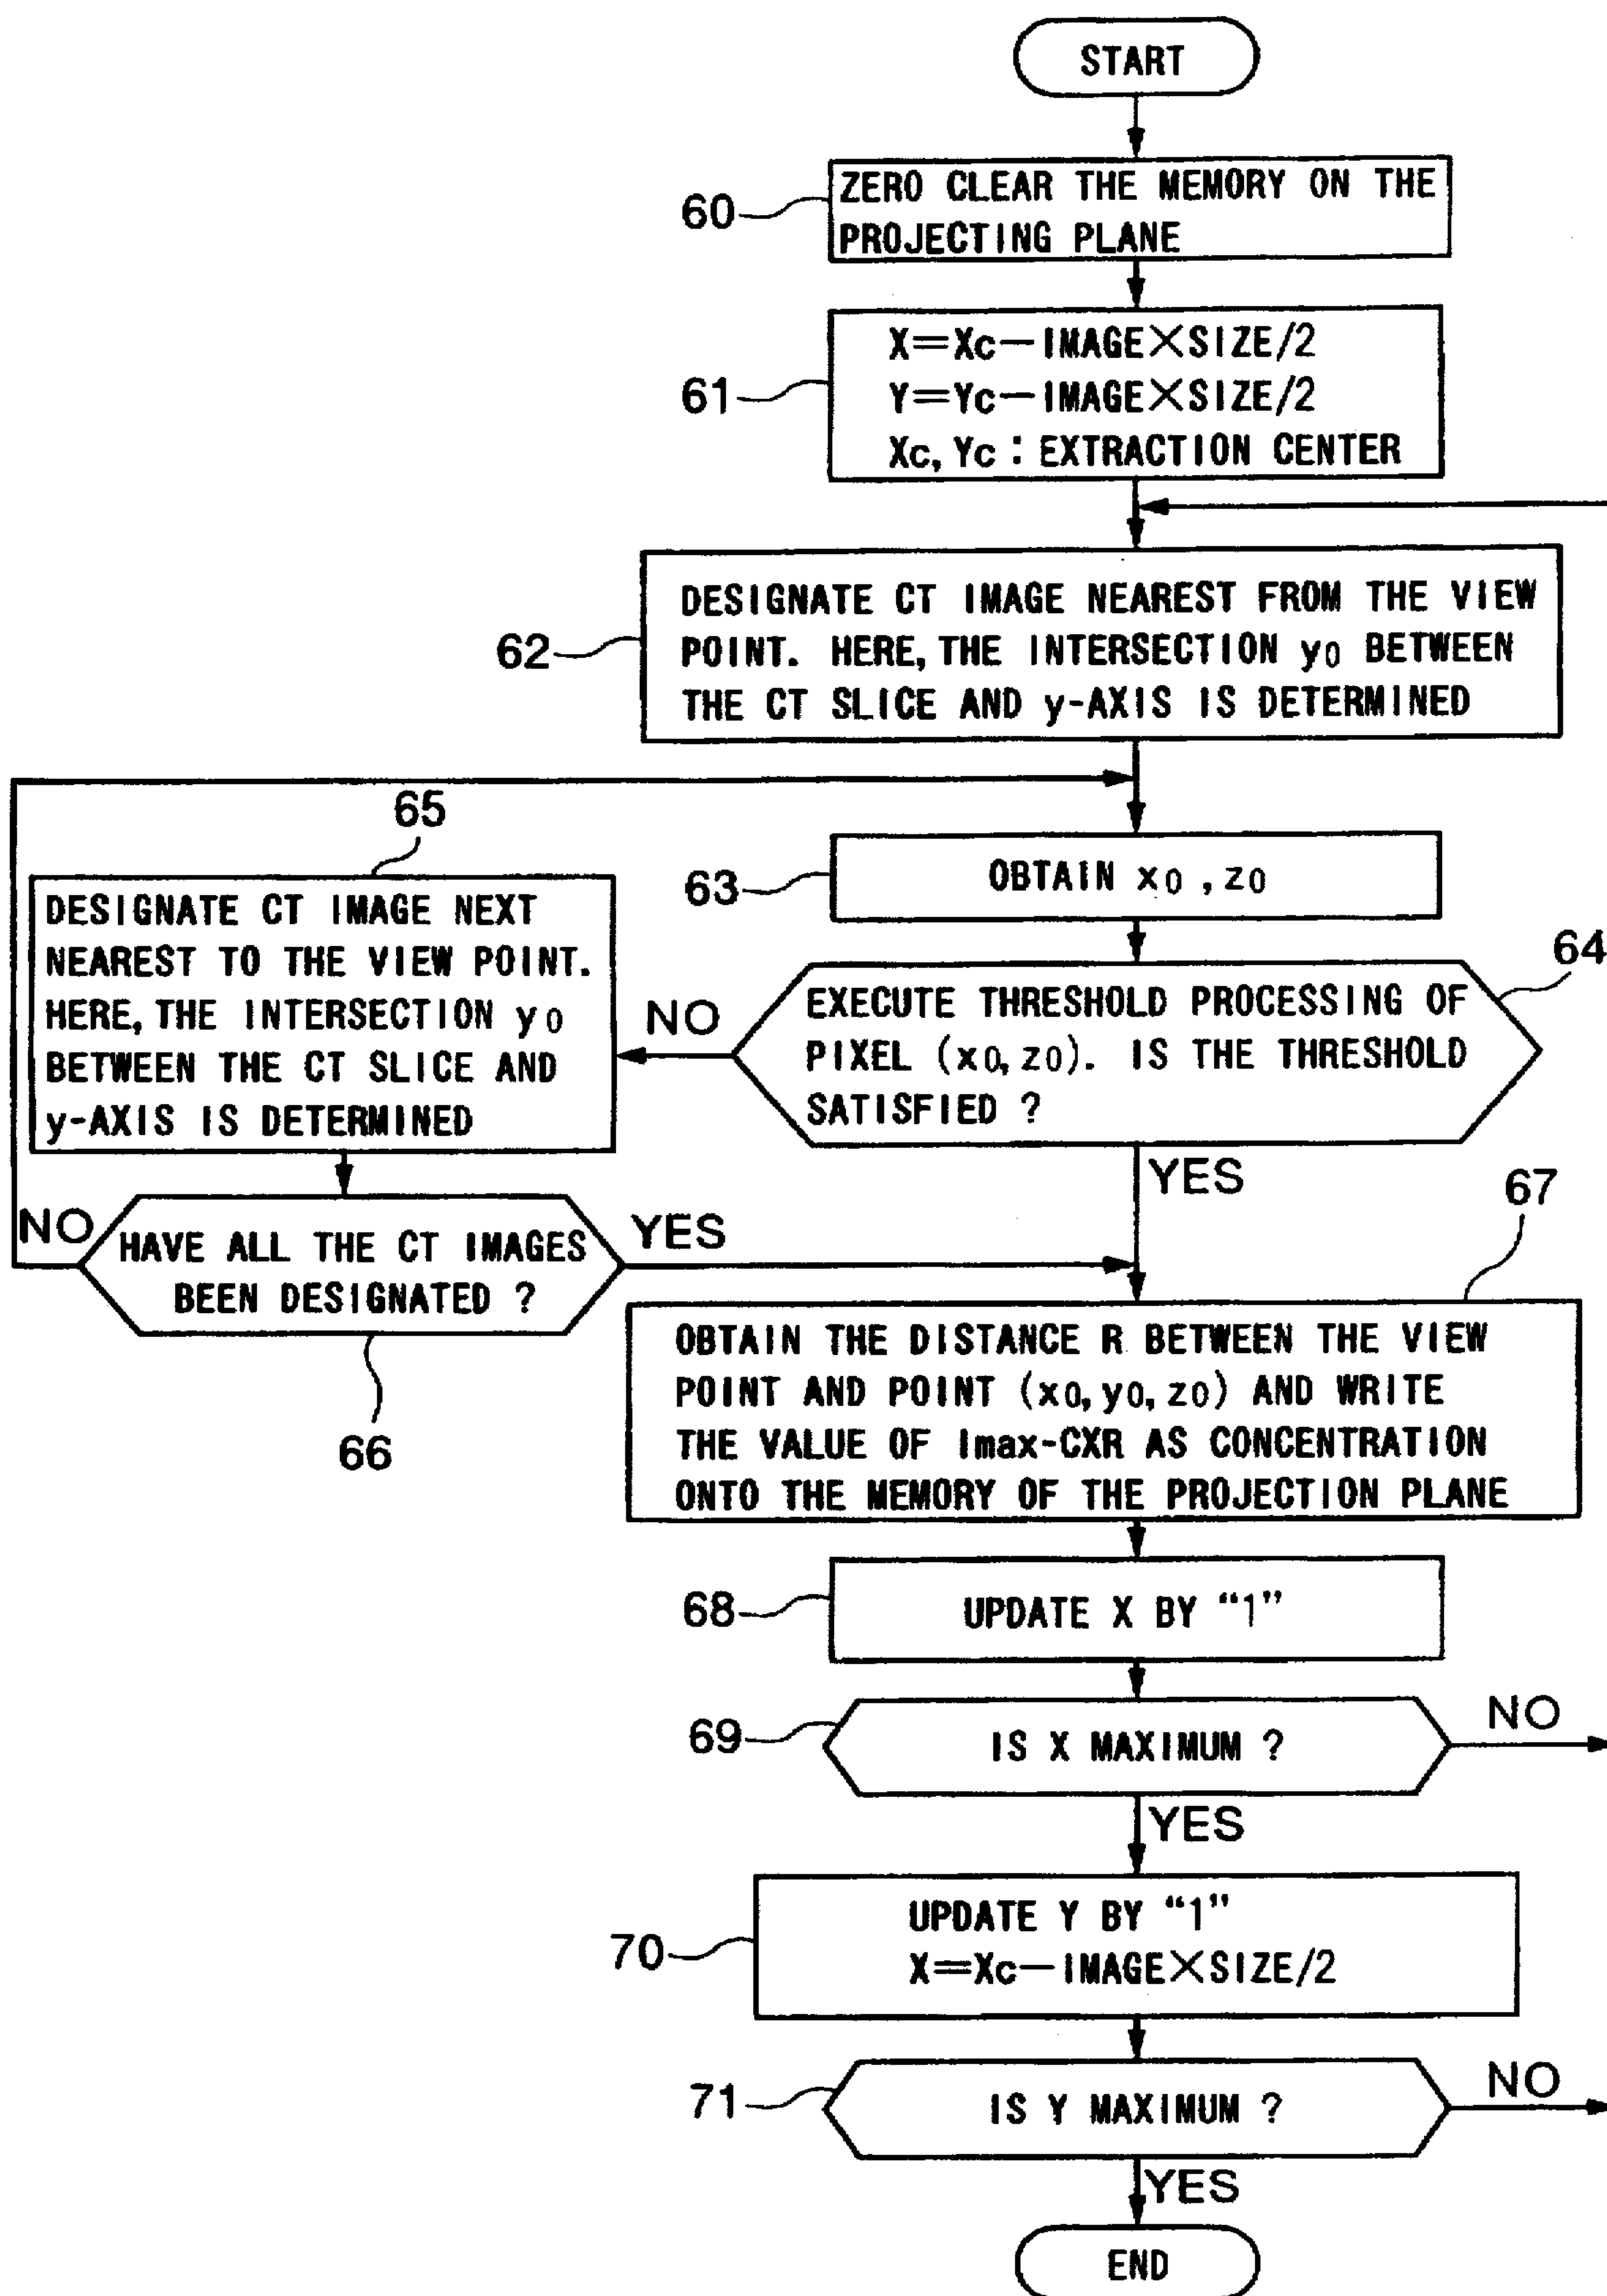 START
60
ZERO CLEAR THE MEMORY ON THE
PROJECTING PLANE
61
X=Xc-IMAGE×SIZE/2
Y=Yc-IMAGE×SIZE/2
Xc, Yc : EXTRACTION CENTER
62
DESIGNATE CT IMAGE NEAREST FROM THE VIEW
POINT. HERE, THE INTERSECTION y0 BETWEEN
THE CT SLICE AND y-AXIS IS DETERMINED
63
OBTAIN x0 , z0
64
EXECUTE THRESHOLD PROCESSING OF
PIXEL (x0, z0). IS THE THRESHOLD
SATISFIED ?
NO
YES
65
DESIGNATE CT IMAGE NEXT
NEAREST TO THE VIEW POINT.
HERE, THE INTERSECTION y0
BETWEEN THE CT SLICE AND
y-AXIS IS DETERMINED
NO
HAVE ALL THE CT IMAGES
BEEN DESIGNATED ?
YES
66
67
OBTAIN THE DISTANCE R BETWEEN THE VIEW
POINT AND POINT (x0, y0, z0) AND WRITE
THE VALUE OF Imax-CXR AS CONCENTRATION
ONTO THE MEMORY OF THE PROJECTION PLANE
68
UPDATE X BY “1”
69
IS X MAXIMUM ?
NO
YES
70
UPDATE Y BY “1”
X=Xc-IMAGE×SIZE/2
71
IS Y MAXIMUM ?
NO
YES
END